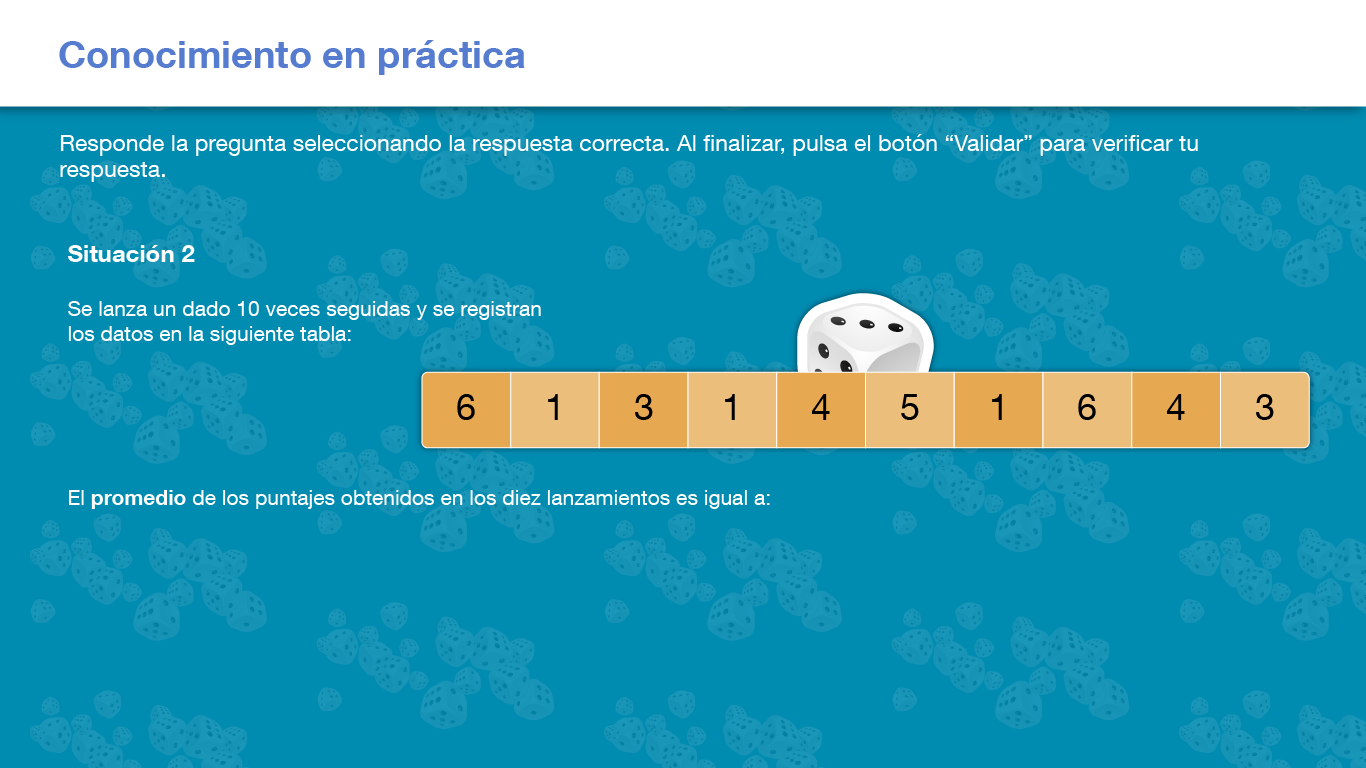 Conocimiento en práctica
Responde la pregunta seleccionando la respuesta correcta. Al finalizar, pulsa el botón “Validar” para verificar tu
respuesta.
Situación 2
Se lanza un dado 10 veces seguidas y se registran
los datos en la siguiente tabla:
6 1 3 1 4 5 1 6 4 3
El promedio de los puntajes obtenidos en los diez lanzamientos es igual a: